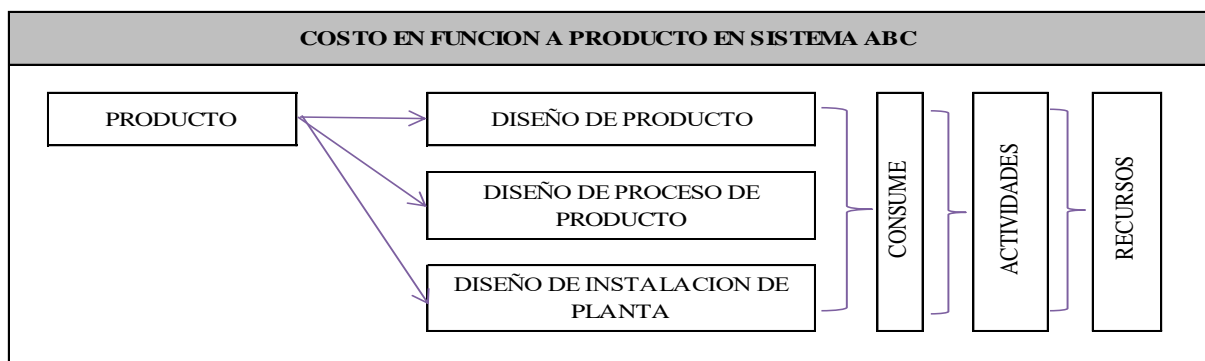 COSTO EN FUNCION A PRODUCTO EN SISTEMA ABC
PRODUCTO
DISEÑO DE PRODUCTO
DISEÑO DE PROCESO DE
PRODUCTO
DISEÑO DE INSTALACION DE
PLANTA
CONSUME
ACTIVIDADES
RECURSOS